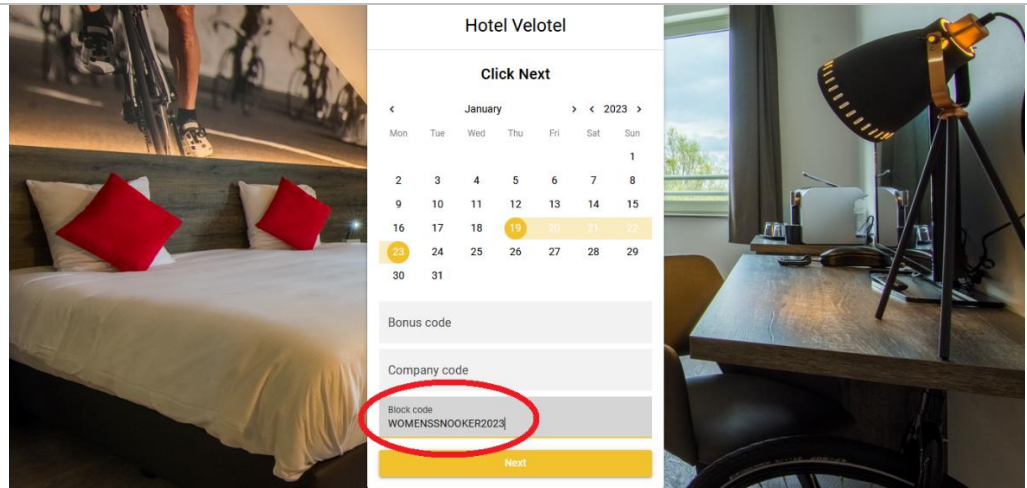 Hotel Velotel
Click Next
< January > < 2023 >
Mon Tue Wed Thu Fri Sat Sun
1
2 3 4 5 6 7 8
9 10 11 12 13 14 15
16 17 18 19 20 21 22
23 24 25 26 27 28 29
30 31
Bonus code
Company code
Block code
WOMENSSNOOKER2023
Next